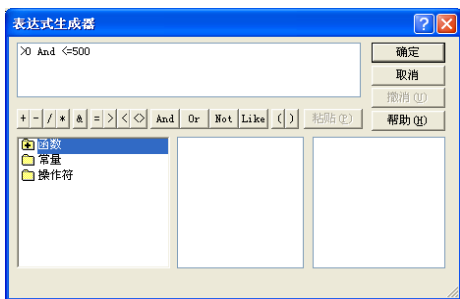 表达式生成器
>0 And <=500
确定
取消
撤消(U)
+ - / * & = > < <> And Or Not Like ( ) 粘贴(P) 帮助(H)
函数
常量
操作符